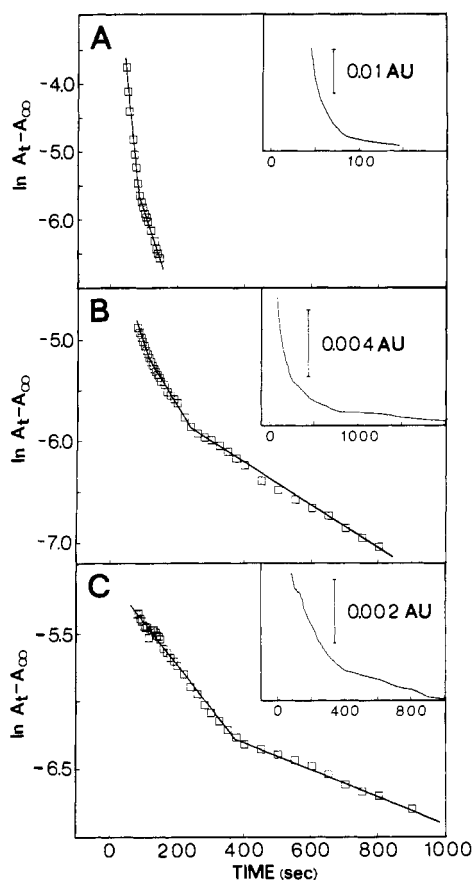 A
-4.0
-5.0
-6.0
ln At-A∞
0.01 AU
0 100
B
-5.0
-6.0
-7.0
ln At-A∞
0.004 AU
0 1000
C
-5.5
-6.5
ln At-A∞
0.002 AU
0 400 800
0 200 400 600 800 1000
TIME (sec)